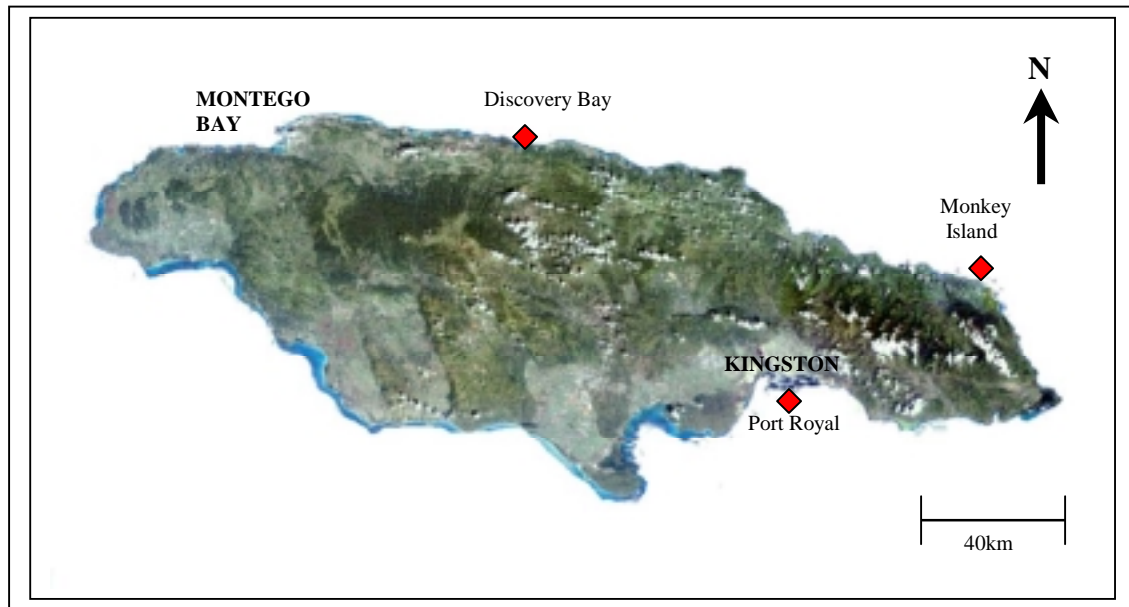 MONTEGO
BAY
Discovery Bay
N
Monkey
Island
KINGSTON
Port Royal
40km